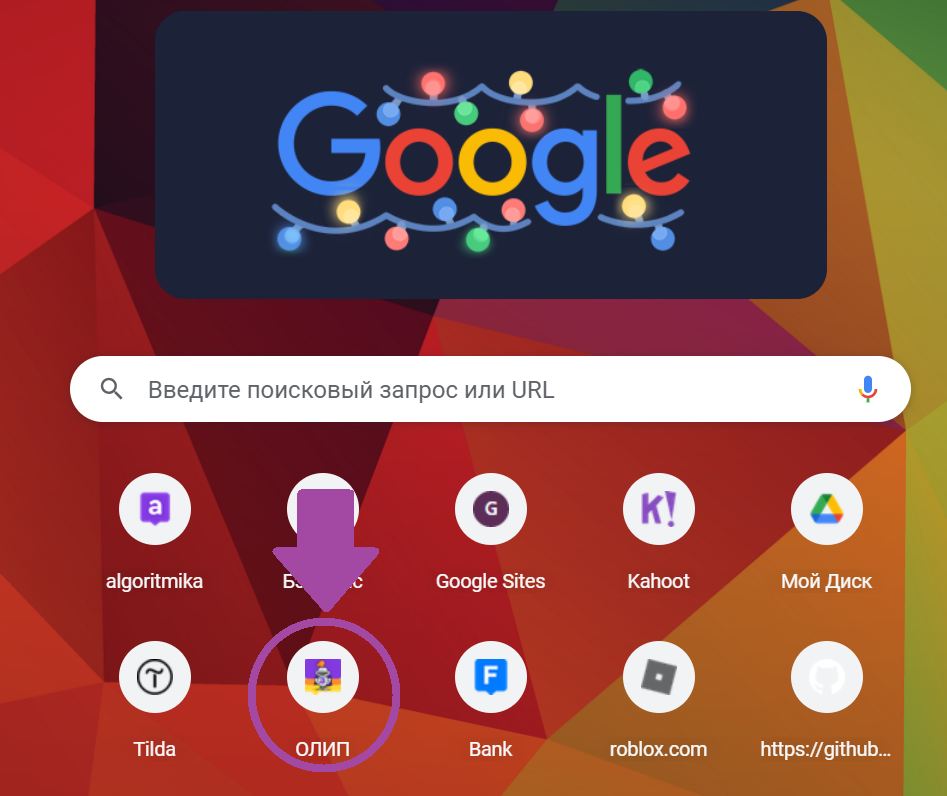 Google
Введите поисковый запрос или URL
a
G
K!
algoritmika
Google Sites
Kahoot
Мой Диск
F
Tilda
ОЛИП
Bank
roblox.com
https://github...